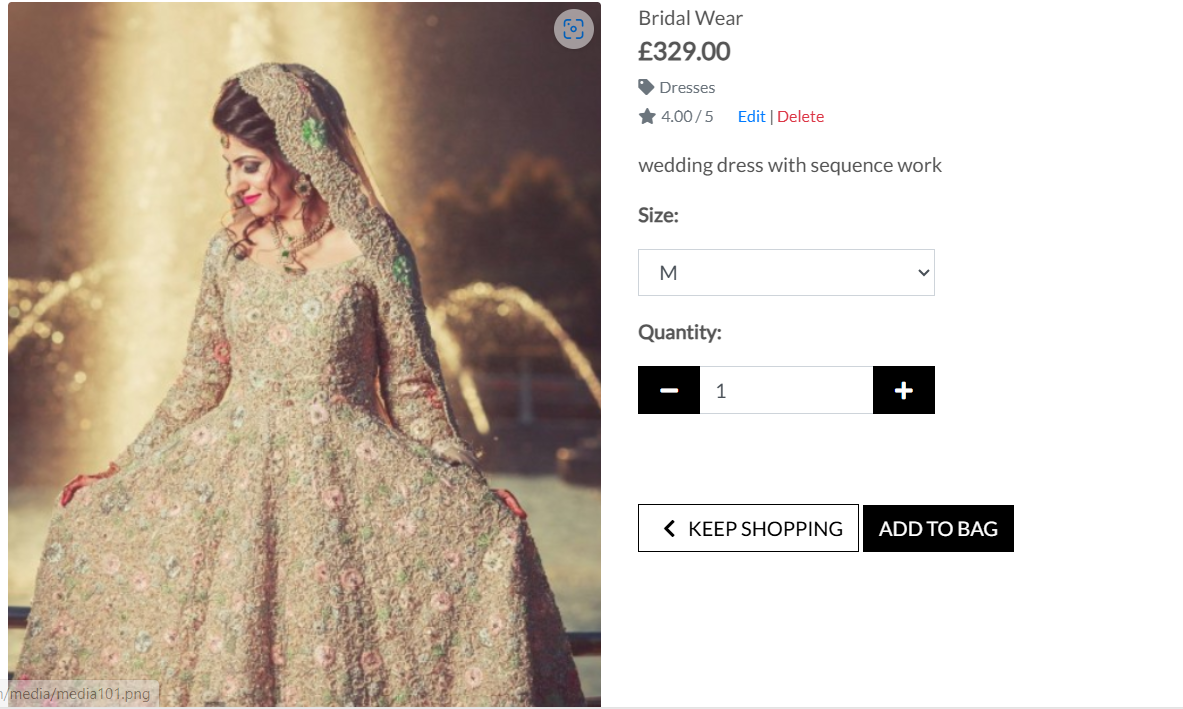 Bridal Wear
£329.00
Dresses
4.00 / 5 Edit | Delete
wedding dress with sequence work
Size:
M
Quantity:
1
KEEP SHOPPING ADD TO BAG
/media/media101.png